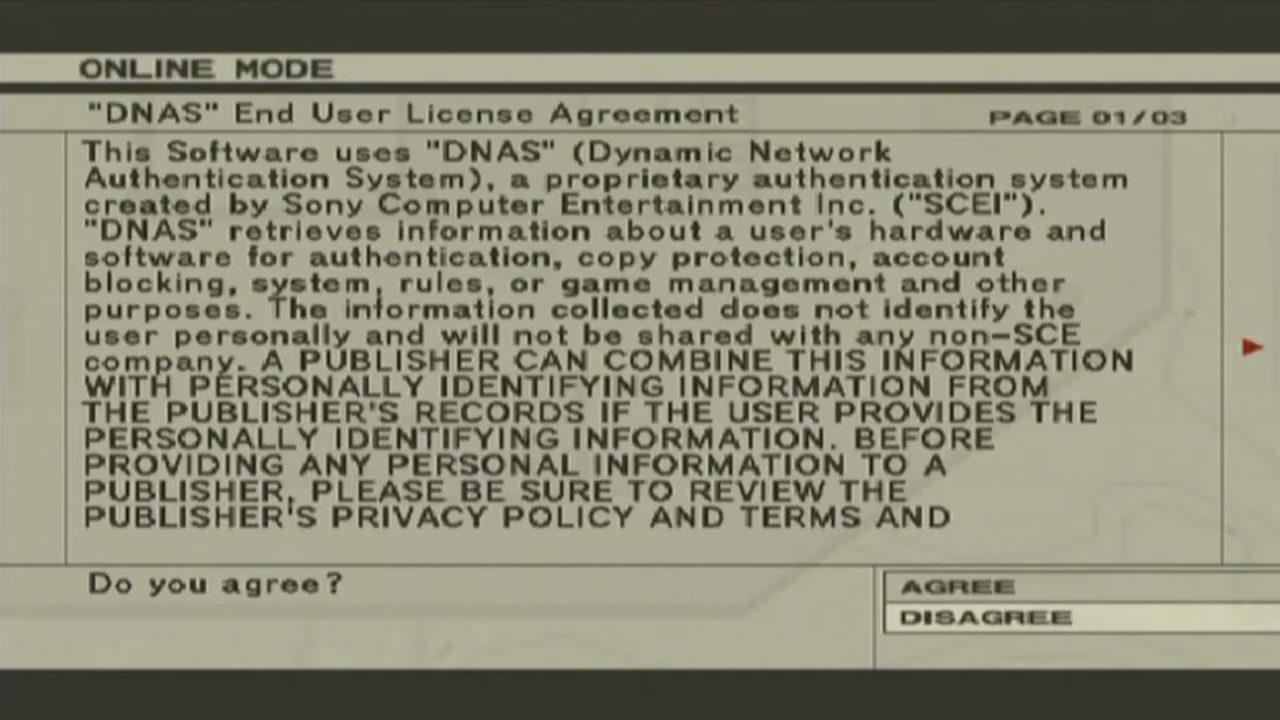 ONLINE MODE
"DNAS" End User License Agreement
PAGE 01/03
This Software uses "DNAS" (Dynamic Network
Authentication System), a proprietary authentication system
created by Sony Computer Entertainment Inc. ("SCEI").
"DNAS" retrieves information about a user's hardware and
software for authentication, copy protection, account
blocking, system, rules, or game management and other
purposes. The information collected does not identify the
user personally and will not be shared with any non-SCE
company. A PUBLISHER CAN COMBINE THIS INFORMATION
WITH PERSONALLY IDENTIFYING INFORMATION FROM
THE PUBLISHER'S RECORDS IF THE USER PROVIDES THE
PERSONALLY IDENTIFYING INFORMATION. BEFORE
PROVIDING ANY PERSONAL INFORMATION TO A
PUBLISHER, PLEASE BE SURE TO REVIEW THE
PUBLISHER'S PRIVACY POLICY AND TERMS AND
Do you agree?
AGREE
DISAGREE